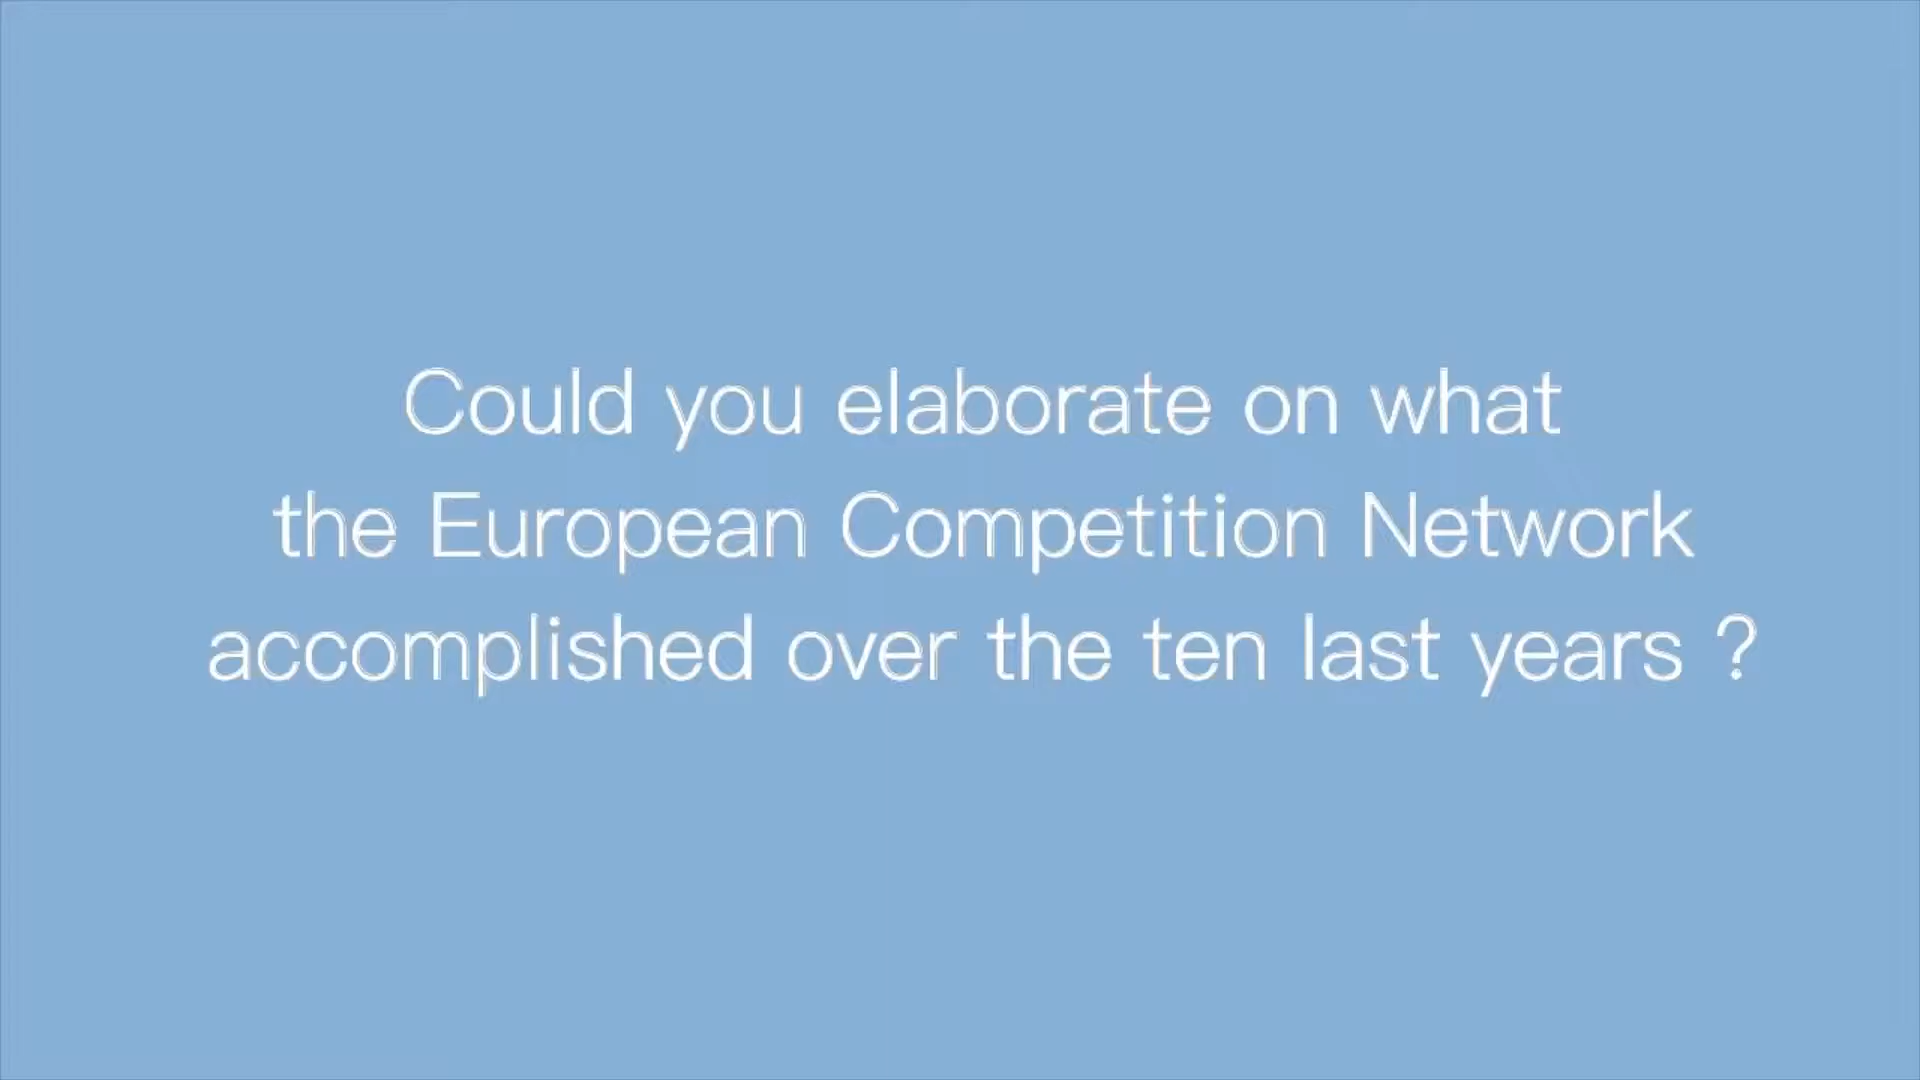 Could you elaborate on what
the European Competition Network
accomplished over the ten last years ?